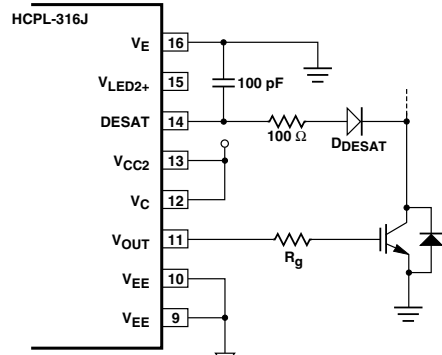 HCPL-316J
VE 16
VLED2+ 15
100 pF
DESAT 14
100 Ω
DDESAT
VCC2 13
VC 12
VOUT 11
Rg
VEE 10
VEE 9